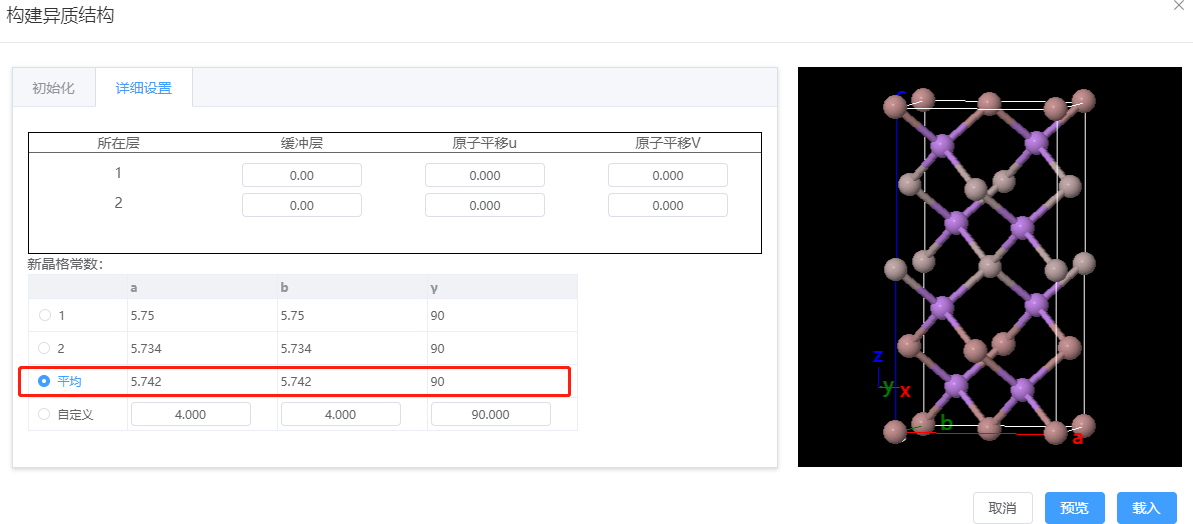 构建异质结构
初始化 详细设置
所在层 缓冲层 原子平移u 原子平移V
1 0.00 0.000 0.000
2 0.00 0.000 0.000
新晶格常数:
a b γ
1 5.75 5.75 90
2 5.734 5.734 90
平均 5.742 5.742 90
自定义 4.000 4.000 90.000
z
y x
b
a
取消 预览 载入